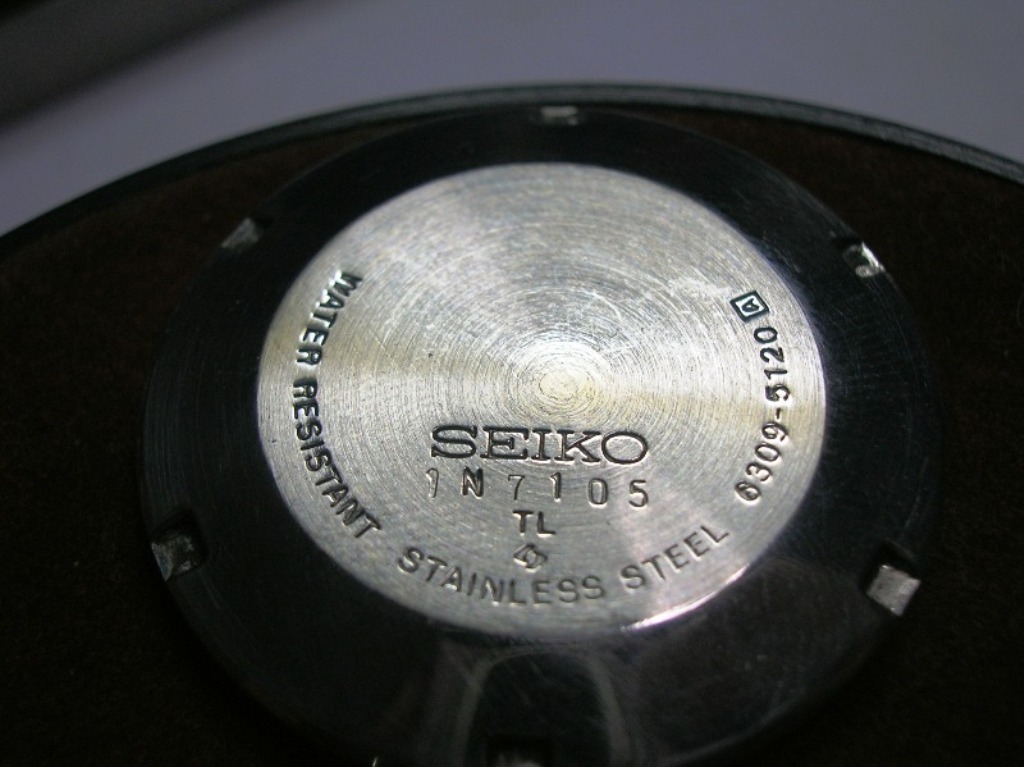 SEIKO
1N7105
TL
WATER RESISTANT STAINLESS STEEL 6309-5120 A